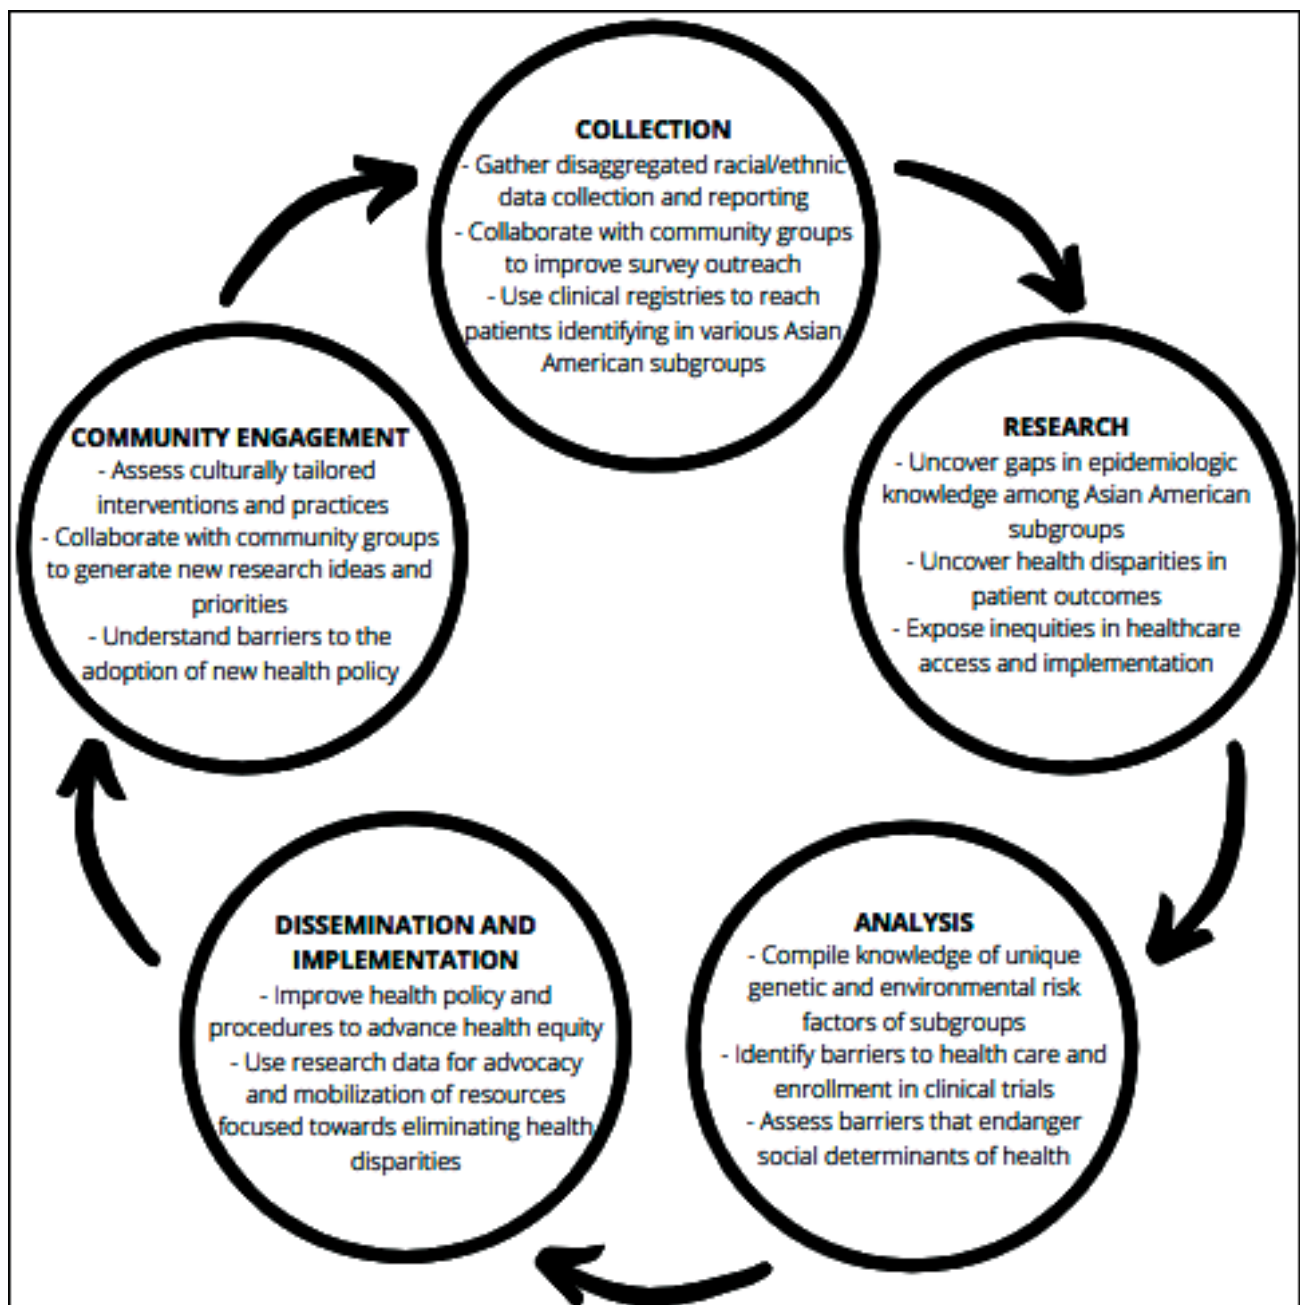 COLLECTION
- Gather disaggregated racial/ethnic
data collection and reporting
- Collaborate with community groups
to improve survey outreach
- Use clinical registries to reach
patients identifying in various Asian
American subgroups
RESEARCH
- Uncover gaps in epidemiologic
knowledge among Asian American
subgroups
- Uncover health disparities in
patient outcomes
- Expose inequities in healthcare
access and implementation
ANALYSIS
- Compile knowledge of unique
genetic and environmental risk
factors of subgroups
- Identify barriers to health care and
enrollment in clinical trials
- Assess barriers that endanger
social determinants of health
DISSEMINATION AND
IMPLEMENTATION
- Improve health policy and
procedures to advance health equity
- Use research data for advocacy
and mobilization of resources
focused towards eliminating health
disparities
COMMUNITY ENGAGEMENT
- Assess culturally tailored
interventions and practices
- Collaborate with community groups
to generate new research ideas and
priorities
- Understand barriers to the
adoption of new health policy